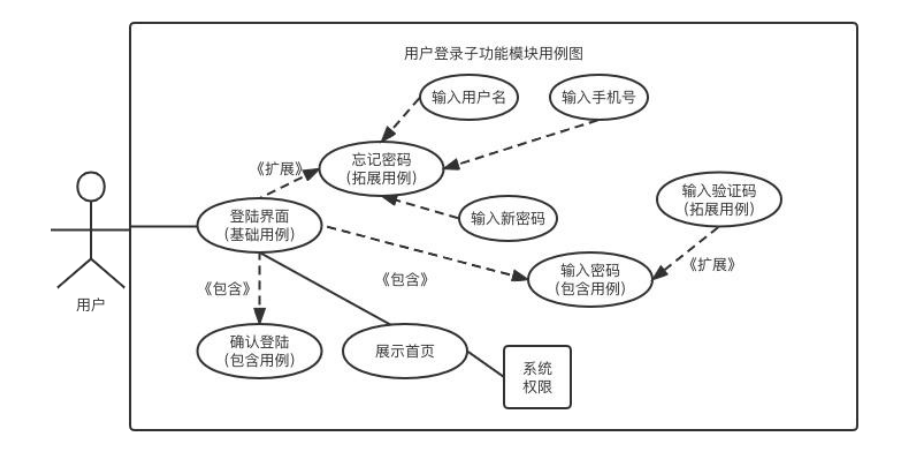 用户登录子功能模块用例图
输入用户名
输入手机号
忘记密码
(拓展用例)
《扩展》
输入验证码
(拓展用例)
登陆界面
(基础用例)
输入新密码
《扩展》
输入密码
(包含用例)
《包含》
《包含》
用户
确认登陆
(包含用例)
展示首页
系统
权限